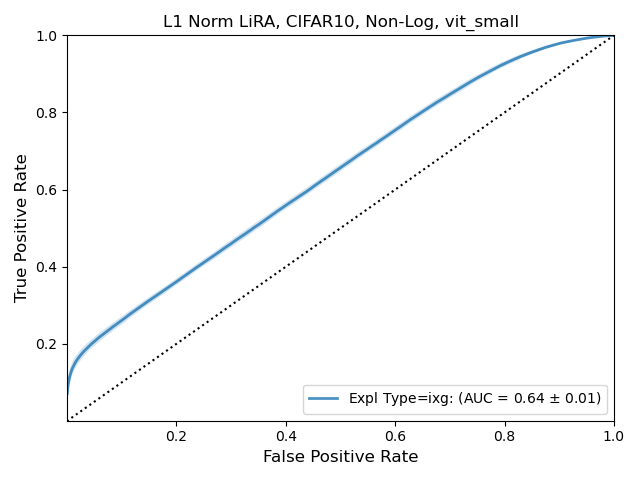 L1 Norm LiRA, CIFAR10, Non-Log, vit_small
1.0
0.8
0.6
0.4
0.2
True Positive Rate
Expl Type=ixg: (AUC = 0.64 ± 0.01)
0.2
0.4
0.6
0.8
1.0
False Positive Rate